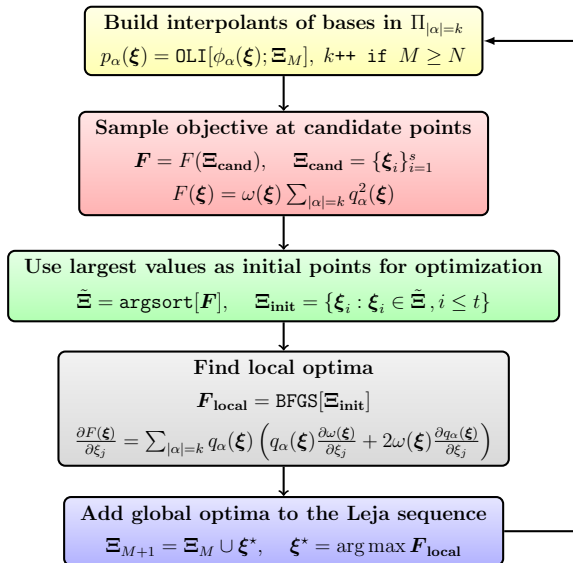 Build interpolants of bases in Π_{|α|=k}
p_α(ξ) = OLI[ϕ_α(ξ); Ξ_M], k++ if M ≥ N
Sample objective at candidate points
F = F(Ξ_cand), Ξ_cand = {ξ_i}_{i=1}^s
F(ξ) = ω(ξ) ∑_{|α|=k} q_α^2(ξ)
Use largest values as initial points for optimization
Ξ̃ = argsort[F], Ξ_init = {ξ_i : ξ_i ∈ Ξ̃ , i ≤ t}
Find local optima
F_local = BFGS[Ξ_init]
∂F(ξ)/∂ξ_j = ∑_{|α|=k} q_α(ξ) (q_α(ξ) ∂ω(ξ)/∂ξ_j + 2ω(ξ) ∂q_α(ξ)/∂ξ_j)
Add global optima to the Leja sequence
Ξ_{M+1} = Ξ_M ∪ ξ*, ξ* = arg max F_local